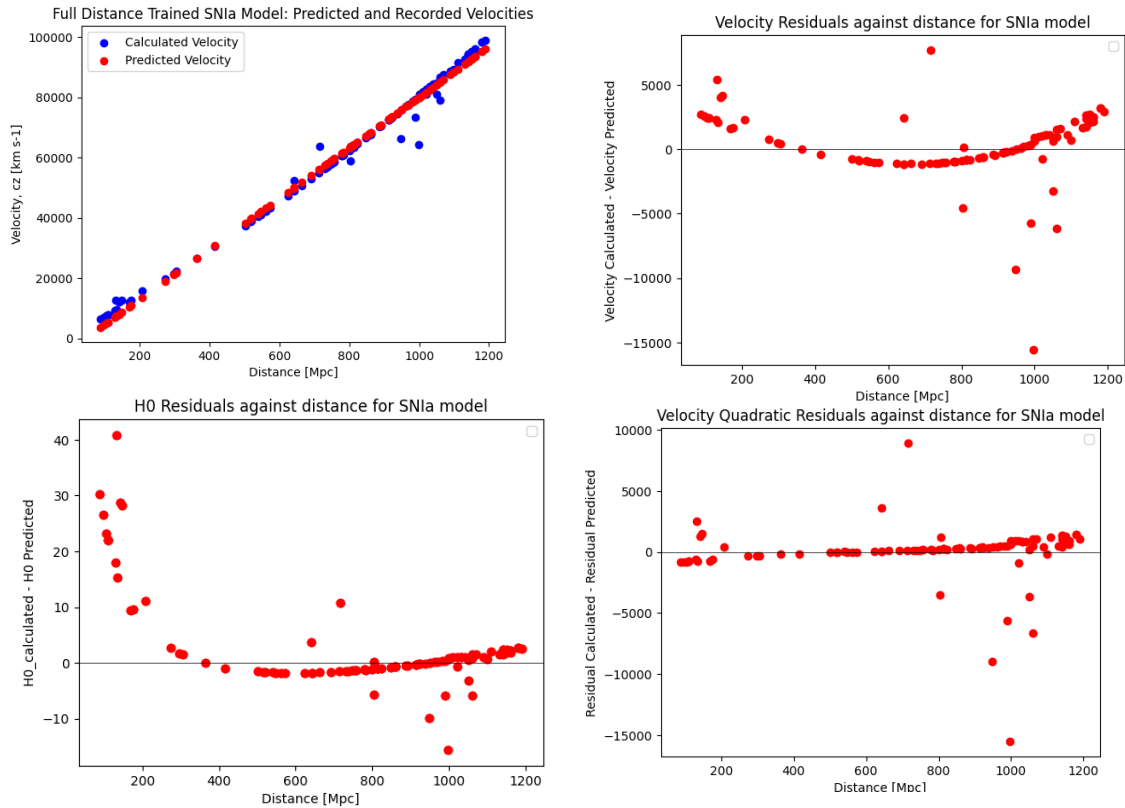 Full Distance Trained SNIa Model: Predicted and Recorded Velocities
Calculated Velocity
Predicted Velocity
Velocity, cz [km s-1]
100000
80000
60000
40000
20000
0
200 400 600 800 1000 1200
Distance [Mpc]
Velocity Residuals against distance for SNIa model
Velocity Calculated - Velocity Predicted
5000
0
−5000
−10000
−15000
200 400 600 800 1000 1200
Distance [Mpc]
H0 Residuals against distance for SNIa model
H0_calculated - H0 Predicted
40
30
20
10
0
−10
200 400 600 800 1000 1200
Distance [Mpc]
Velocity Quadratic Residuals against distance for SNIa model
Residual Calculated - Residual Predicted
10000
5000
0
−5000
−10000
−15000
200 400 600 800 1000 1200
Distance [Mpc]